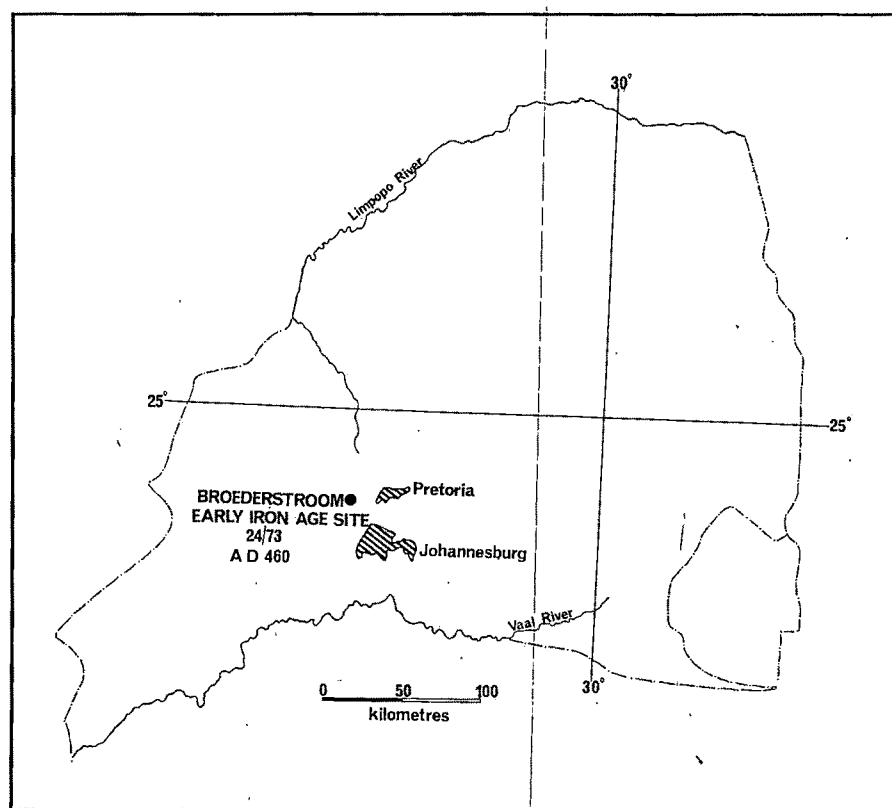 30°
Limpopo River
25°
25°
BROEDERSTROOM
EARLY IRON AGE SITE
24/73
A D 460
Pretoria
Johannesburg
Vaal River
30°
0 50 100
kilometres